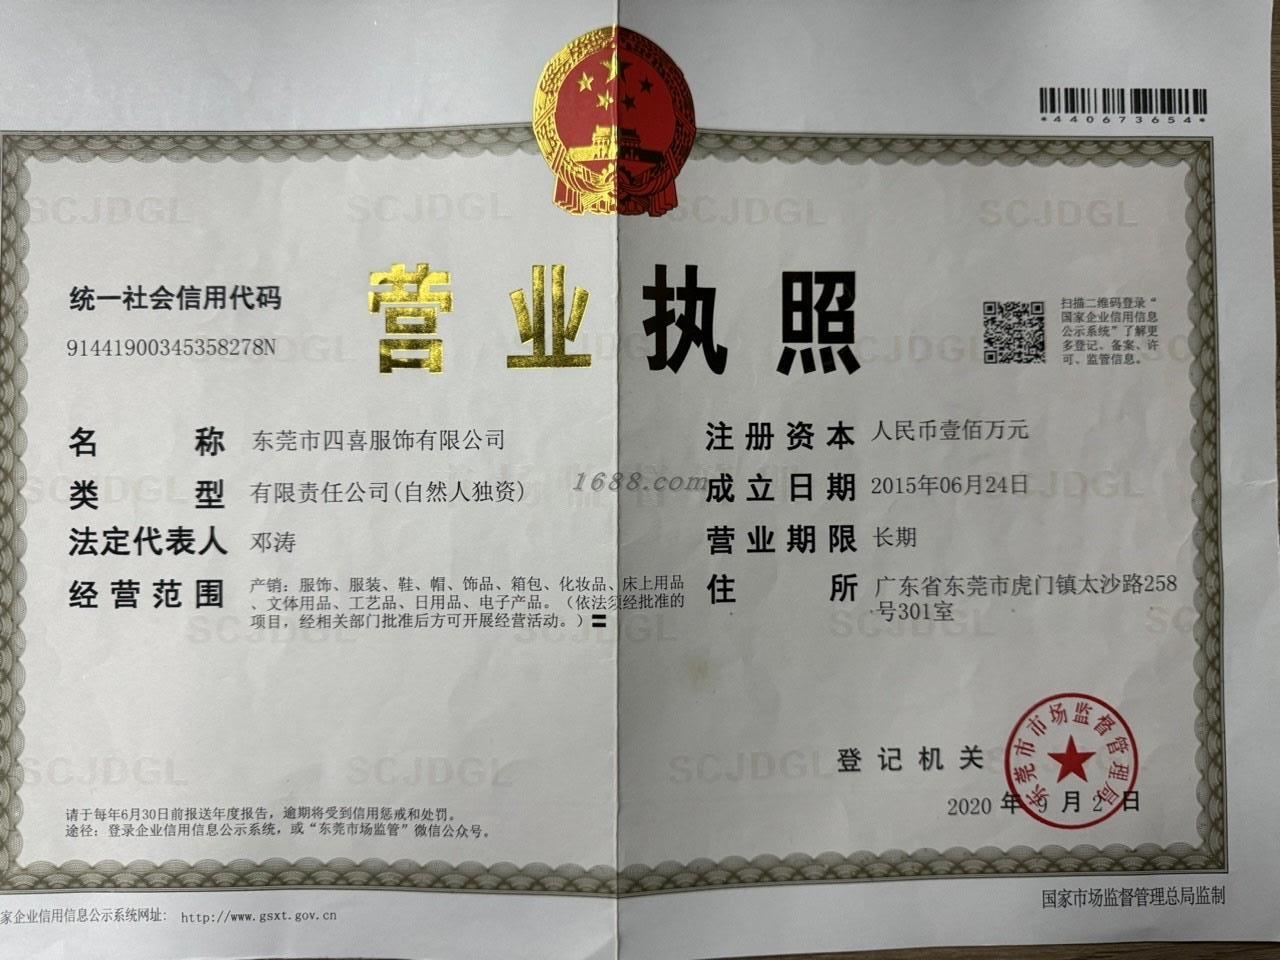 *440673654*
营业执照
统一社会信用代码
91441900345358278N
扫描二维码登录“
国家企业信用信息
公示系统”了解更
多登记、备案、许
可、监管信息。
名称 东莞市四喜服饰有限公司
类型 有限责任公司(自然人独资)
法定代表人 邓涛
经营范围 产销：服饰、服装、鞋、帽、饰品、箱包、化妆品、床上用品
、文体用品、工艺品、日用品、电子产品。（依法须经批准的
项目，经相关部门批准后方可开展经营活动。）〓
注册资本 人民币壹佰万元
成立日期 2015年06月24日
营业期限 长期
住所 广东省东莞市虎门镇太沙路258
号301室
1688.com
SCJDGL
登记机关
东莞市市场监督管理局
2020 年 9 月 2 日
请于每年6月30日前报送年度报告，逾期将受到信用惩戒和处罚。
途径：登录企业信用信息公示系统，或“东莞市场监管”微信公众号。
家企业信用信息公示系统网址： http://www.gsxt.gov.cn
国家市场监督管理总局监制